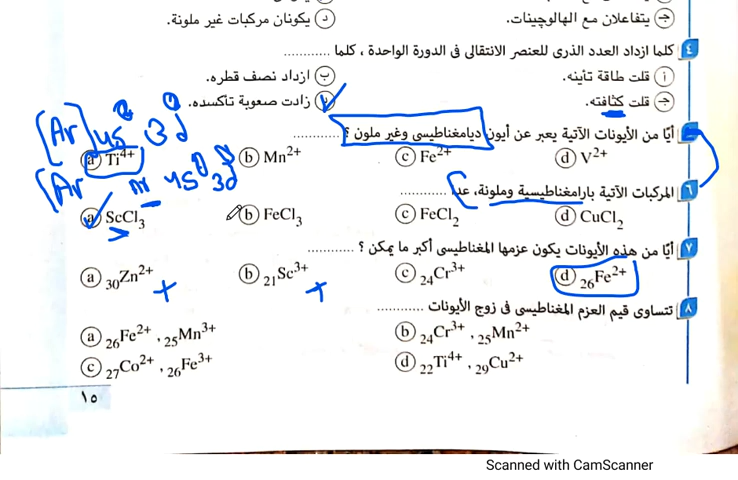 ج يتفاعلان مع الهالوجينات.
د يكونان مركبات غير ملونة.
٤ كلما ازداد العدد الذرى للعنصر الانتقالى فى الدورة الواحدة ، كلما ............
أ قلت طاقة تأينه.
ب ازداد نصف قطره.
ج قلت كثافته.
د زادت صعوبة تأكسده.
أيًا من الأيونات الآتية يعبر عن أيون ديامغناطيسى وغير ملون ؟ ............
a Ti4+
b Mn2+
c Fe2+
d V2+
٦ المركبات الآتية بارامغناطيسية وملونة، عدا ............
a ScCl3
b FeCl3
c FeCl2
d CuCl2
٧ أيًا من هذه الأيونات يكون عزمها المغناطيسى أكبر ما يمكن ؟ ............
a 30Zn2+
b 21Sc3+
c 24Cr3+
d 26Fe2+
٨ تتساوى قيم العزم المغناطيسى فى زوج الأيونات ............
a 26Fe2+ , 25Mn3+
b 24Cr3+ , 25Mn2+
c 27Co2+ , 26Fe3+
d 22Ti4+ , 29Cu2+
[Ar] 4s 3d
[Ar 4s 3d
١٥
Scanned with CamScanner